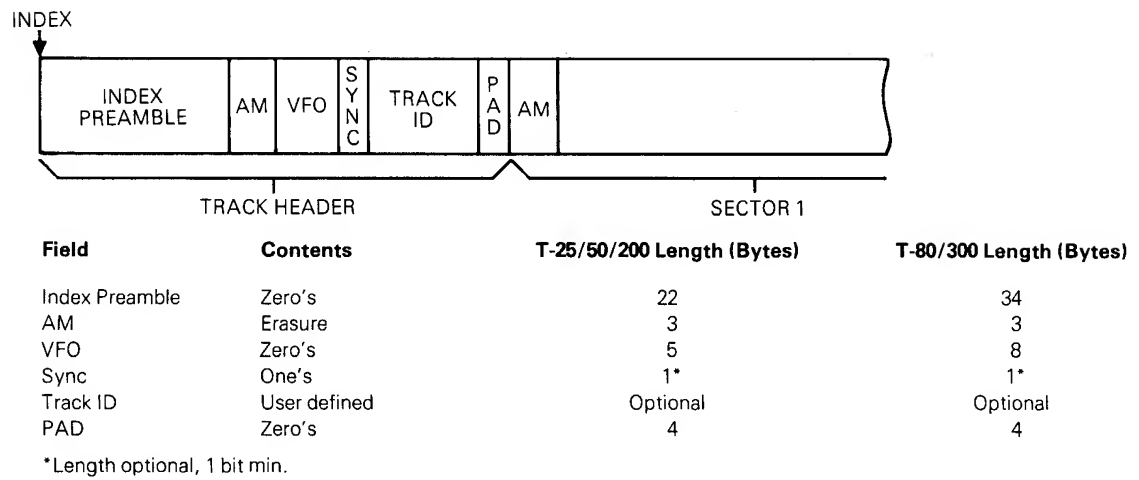 INDEX
INDEX PREAMBLE
AM
VFO
SYNC
TRACK ID
PAD
AM
TRACK HEADER
SECTOR 1
Field Contents T-25/50/200 Length (Bytes) T-80/300 Length (Bytes)
Index Preamble Zero's 22 34
AM Erasure 3 3
VFO Zero's 5 8
Sync One's 1* 1*
Track ID User defined Optional Optional
PAD Zero's 4 4
*Length optional, 1 bit min.